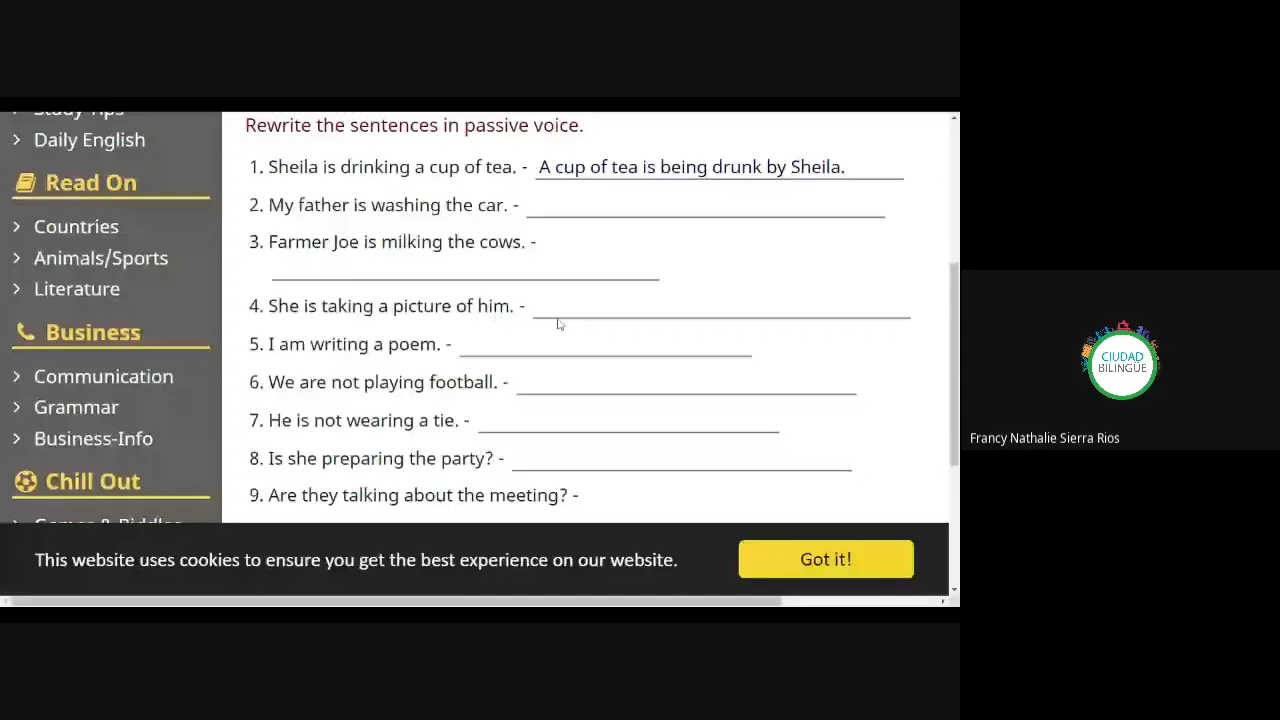 Daily English
Read On
Countries
Animals/Sports
Literature
Business
Communication
Grammar
Business-Info
Chill Out
Rewrite the sentences in passive voice.
1. Sheila is drinking a cup of tea. - A cup of tea is being drunk by Sheila.
2. My father is washing the car. -
3. Farmer Joe is milking the cows. -
4. She is taking a picture of him. -
5. I am writing a poem. -
6. We are not playing football. -
7. He is not wearing a tie. -
8. Is she preparing the party? -
9. Are they talking about the meeting? -
This website uses cookies to ensure you get the best experience on our website.
Got it!
CIUDAD
BILINGÜE
Francy Nathalie Sierra Rios